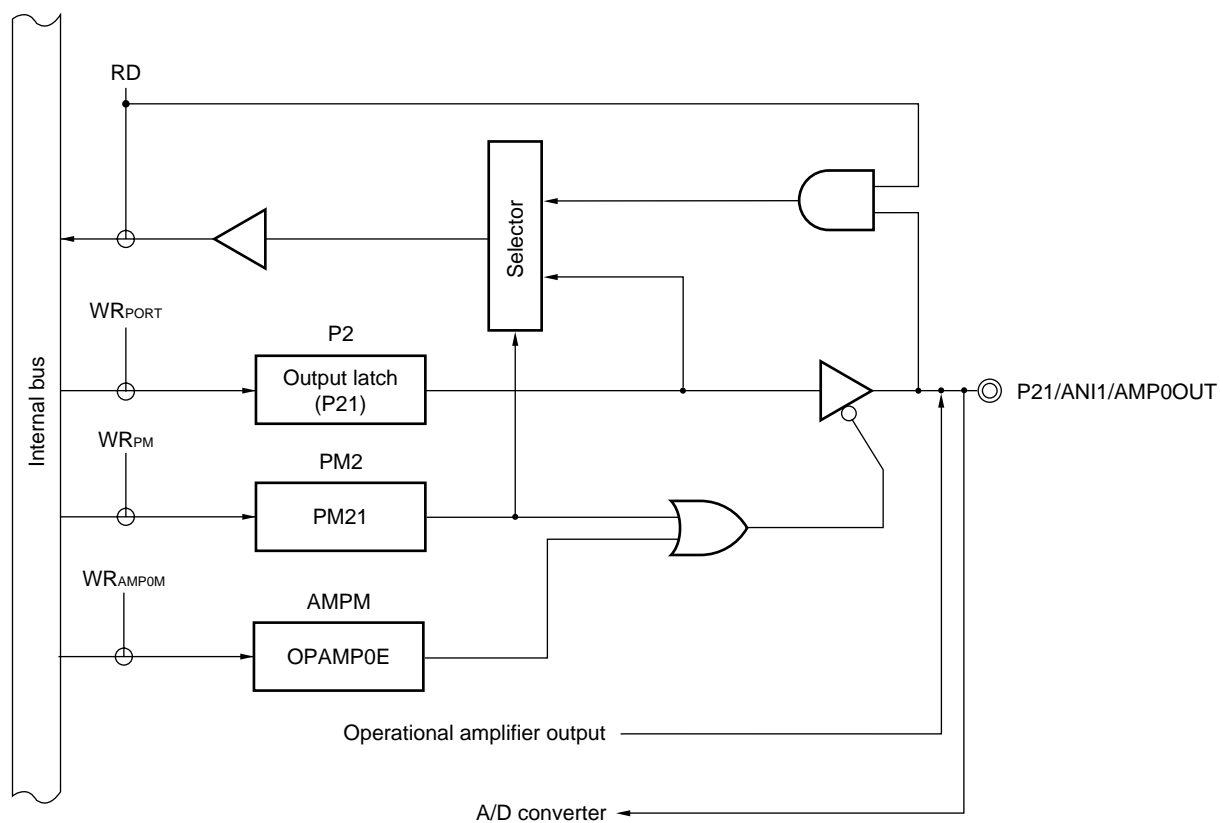 RD
Selector
WRPORT
P2
Output latch
(P21)
P21/ANI1/AMP0OUT
Internal bus
WRPM
PM2
PM21
WRAMP0M
AMPM
OPAMP0E
Operational amplifier output
A/D converter